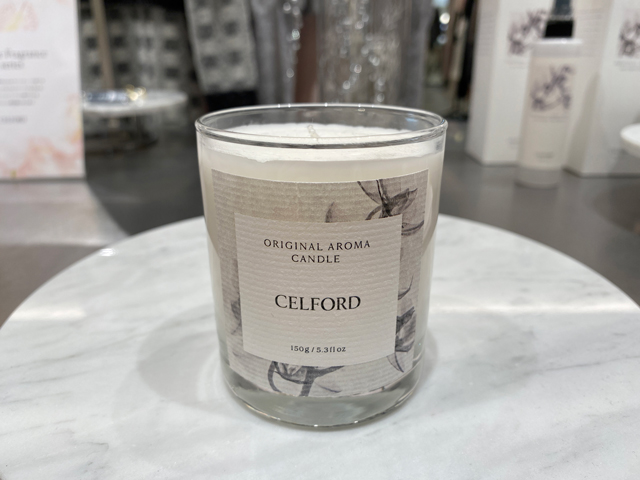 ORIGINAL AROMA
CANDLE
CELFORD
150g / 5.3fl oz